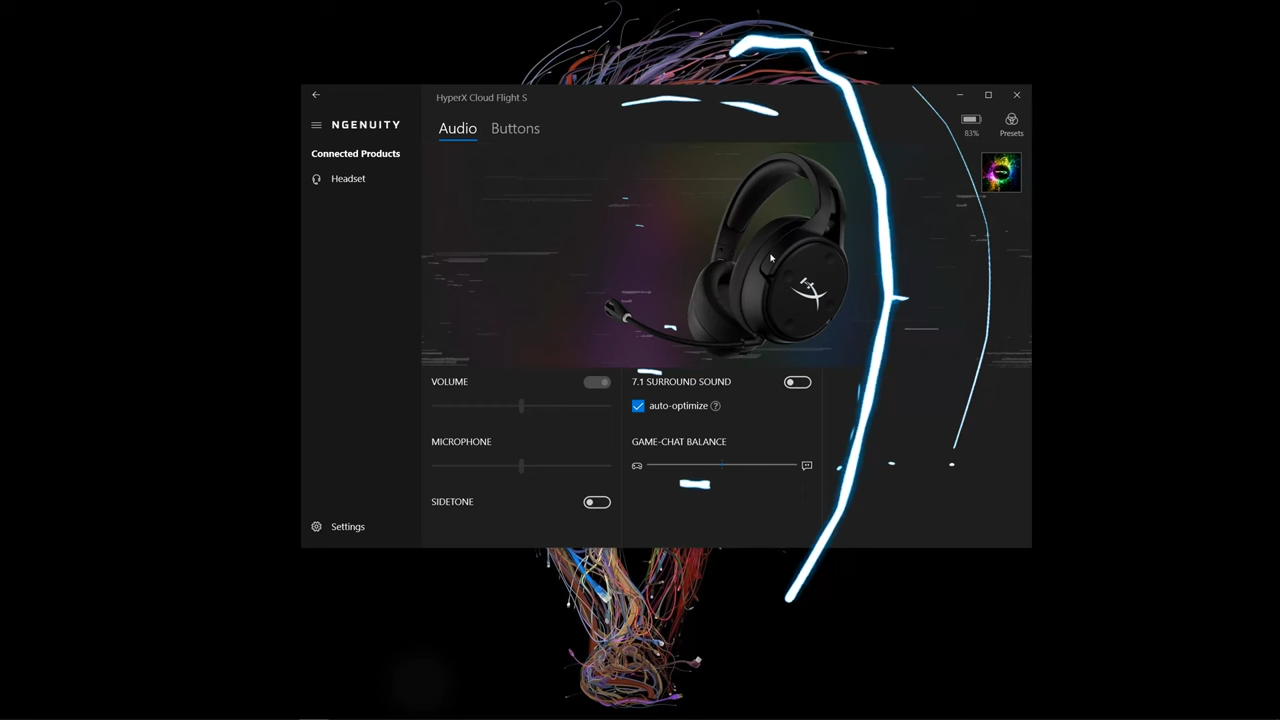 HyperX Cloud Flight S
NGENUITY
Audio
Buttons
83%
Presets
Connected Products
Headset
VOLUME
7.1 SURROUND SOUND
auto-optimize
MICROPHONE
GAME-CHAT BALANCE
SIDETONE
Settings